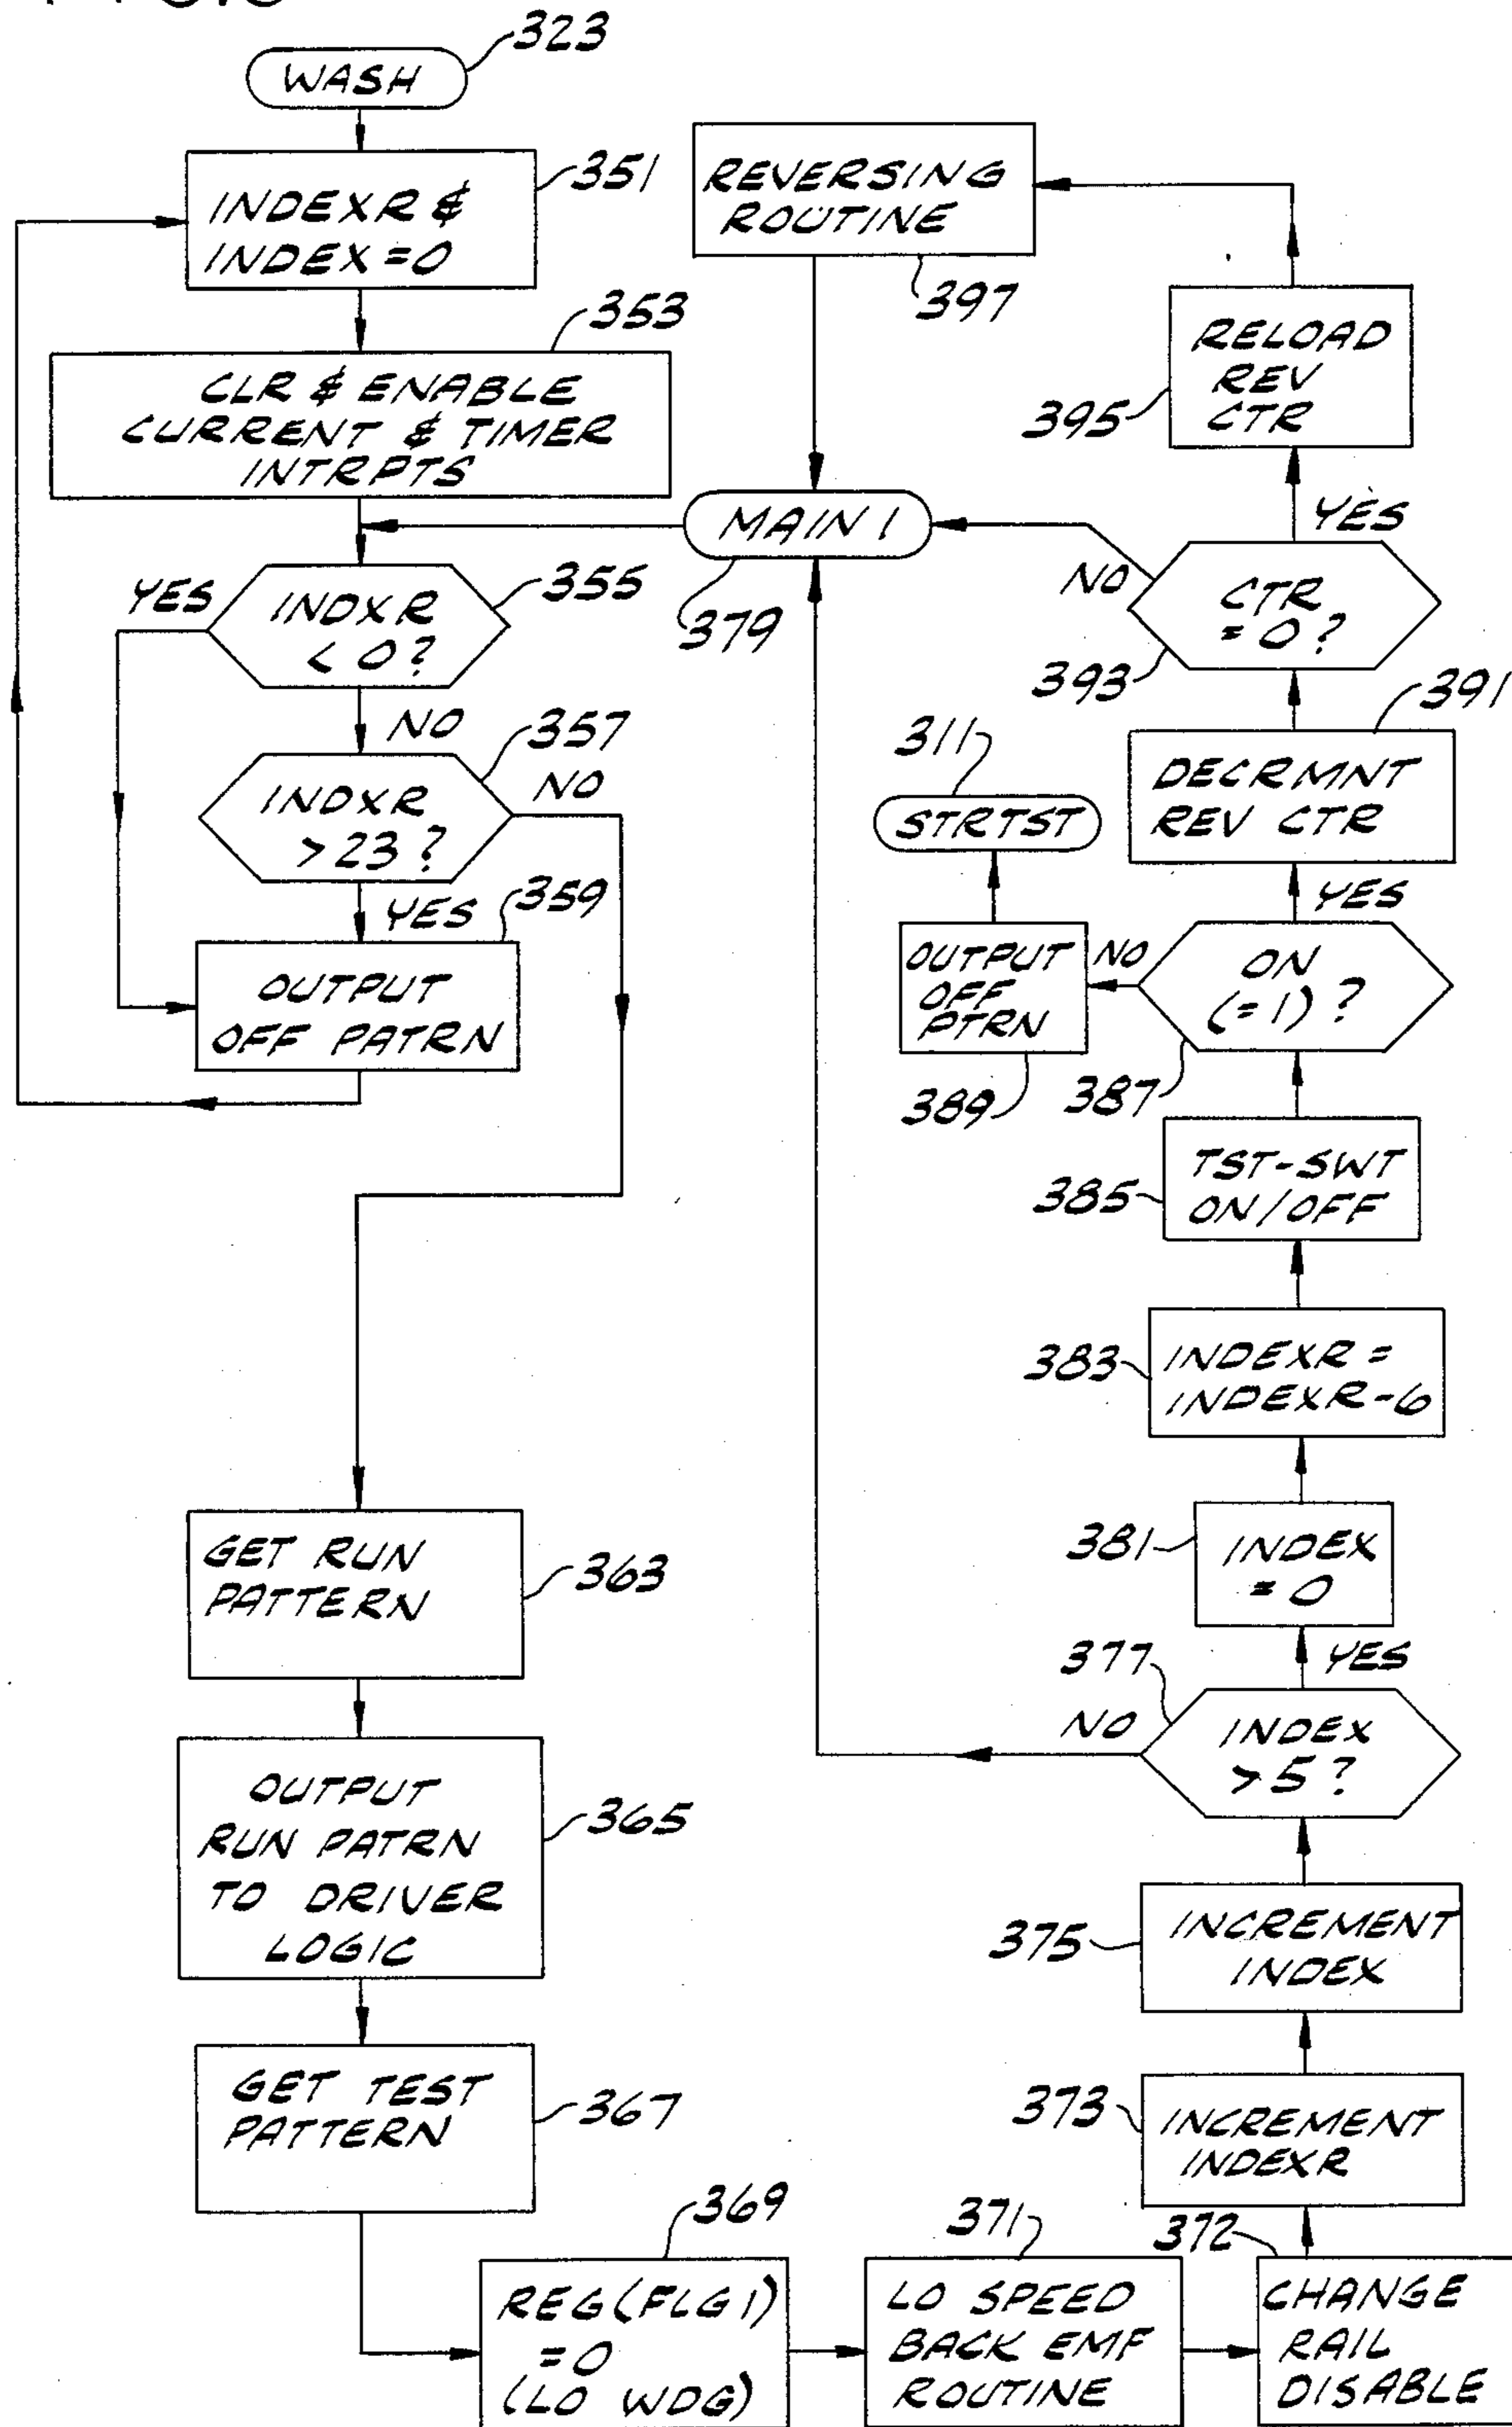 323
WASH
351
INDEXR &
INDEX = 0
353
CLR & ENABLE
CURRENT & TIMER
INTRPTS
355
YES
INDXR
< 0?
NO
357
INDXR
> 23?
NO
YES
359
OUTPUT
OFF PATRN
GET RUN
PATTERN
363
OUTPUT
RUN PATRN
TO DRIVER
LOGIC
365
GET TEST
PATTERN
367
369
REG(FLG1)
= 0
(LO WDG)
371
LO SPEED
BACK EMF
ROUTINE
372
CHANGE
RAIL
DISABLE
373
INCREMENT
INDEXR
375
INCREMENT
INDEX
377
INDEX
> 5?
NO
YES
381
INDEX
= 0
383
INDEXR =
INDEXR-6
385
TST-SWT
ON/OFF
387
ON
(=1)?
NO
YES
OUTPUT
OFF
PTRN
389
311
STRTST
391
DECRMNT
REV CTR
393
CTR
= 0?
NO
YES
395
RELOAD
REV
CTR
REVERSING
ROUTINE
397
MAIN 1
379